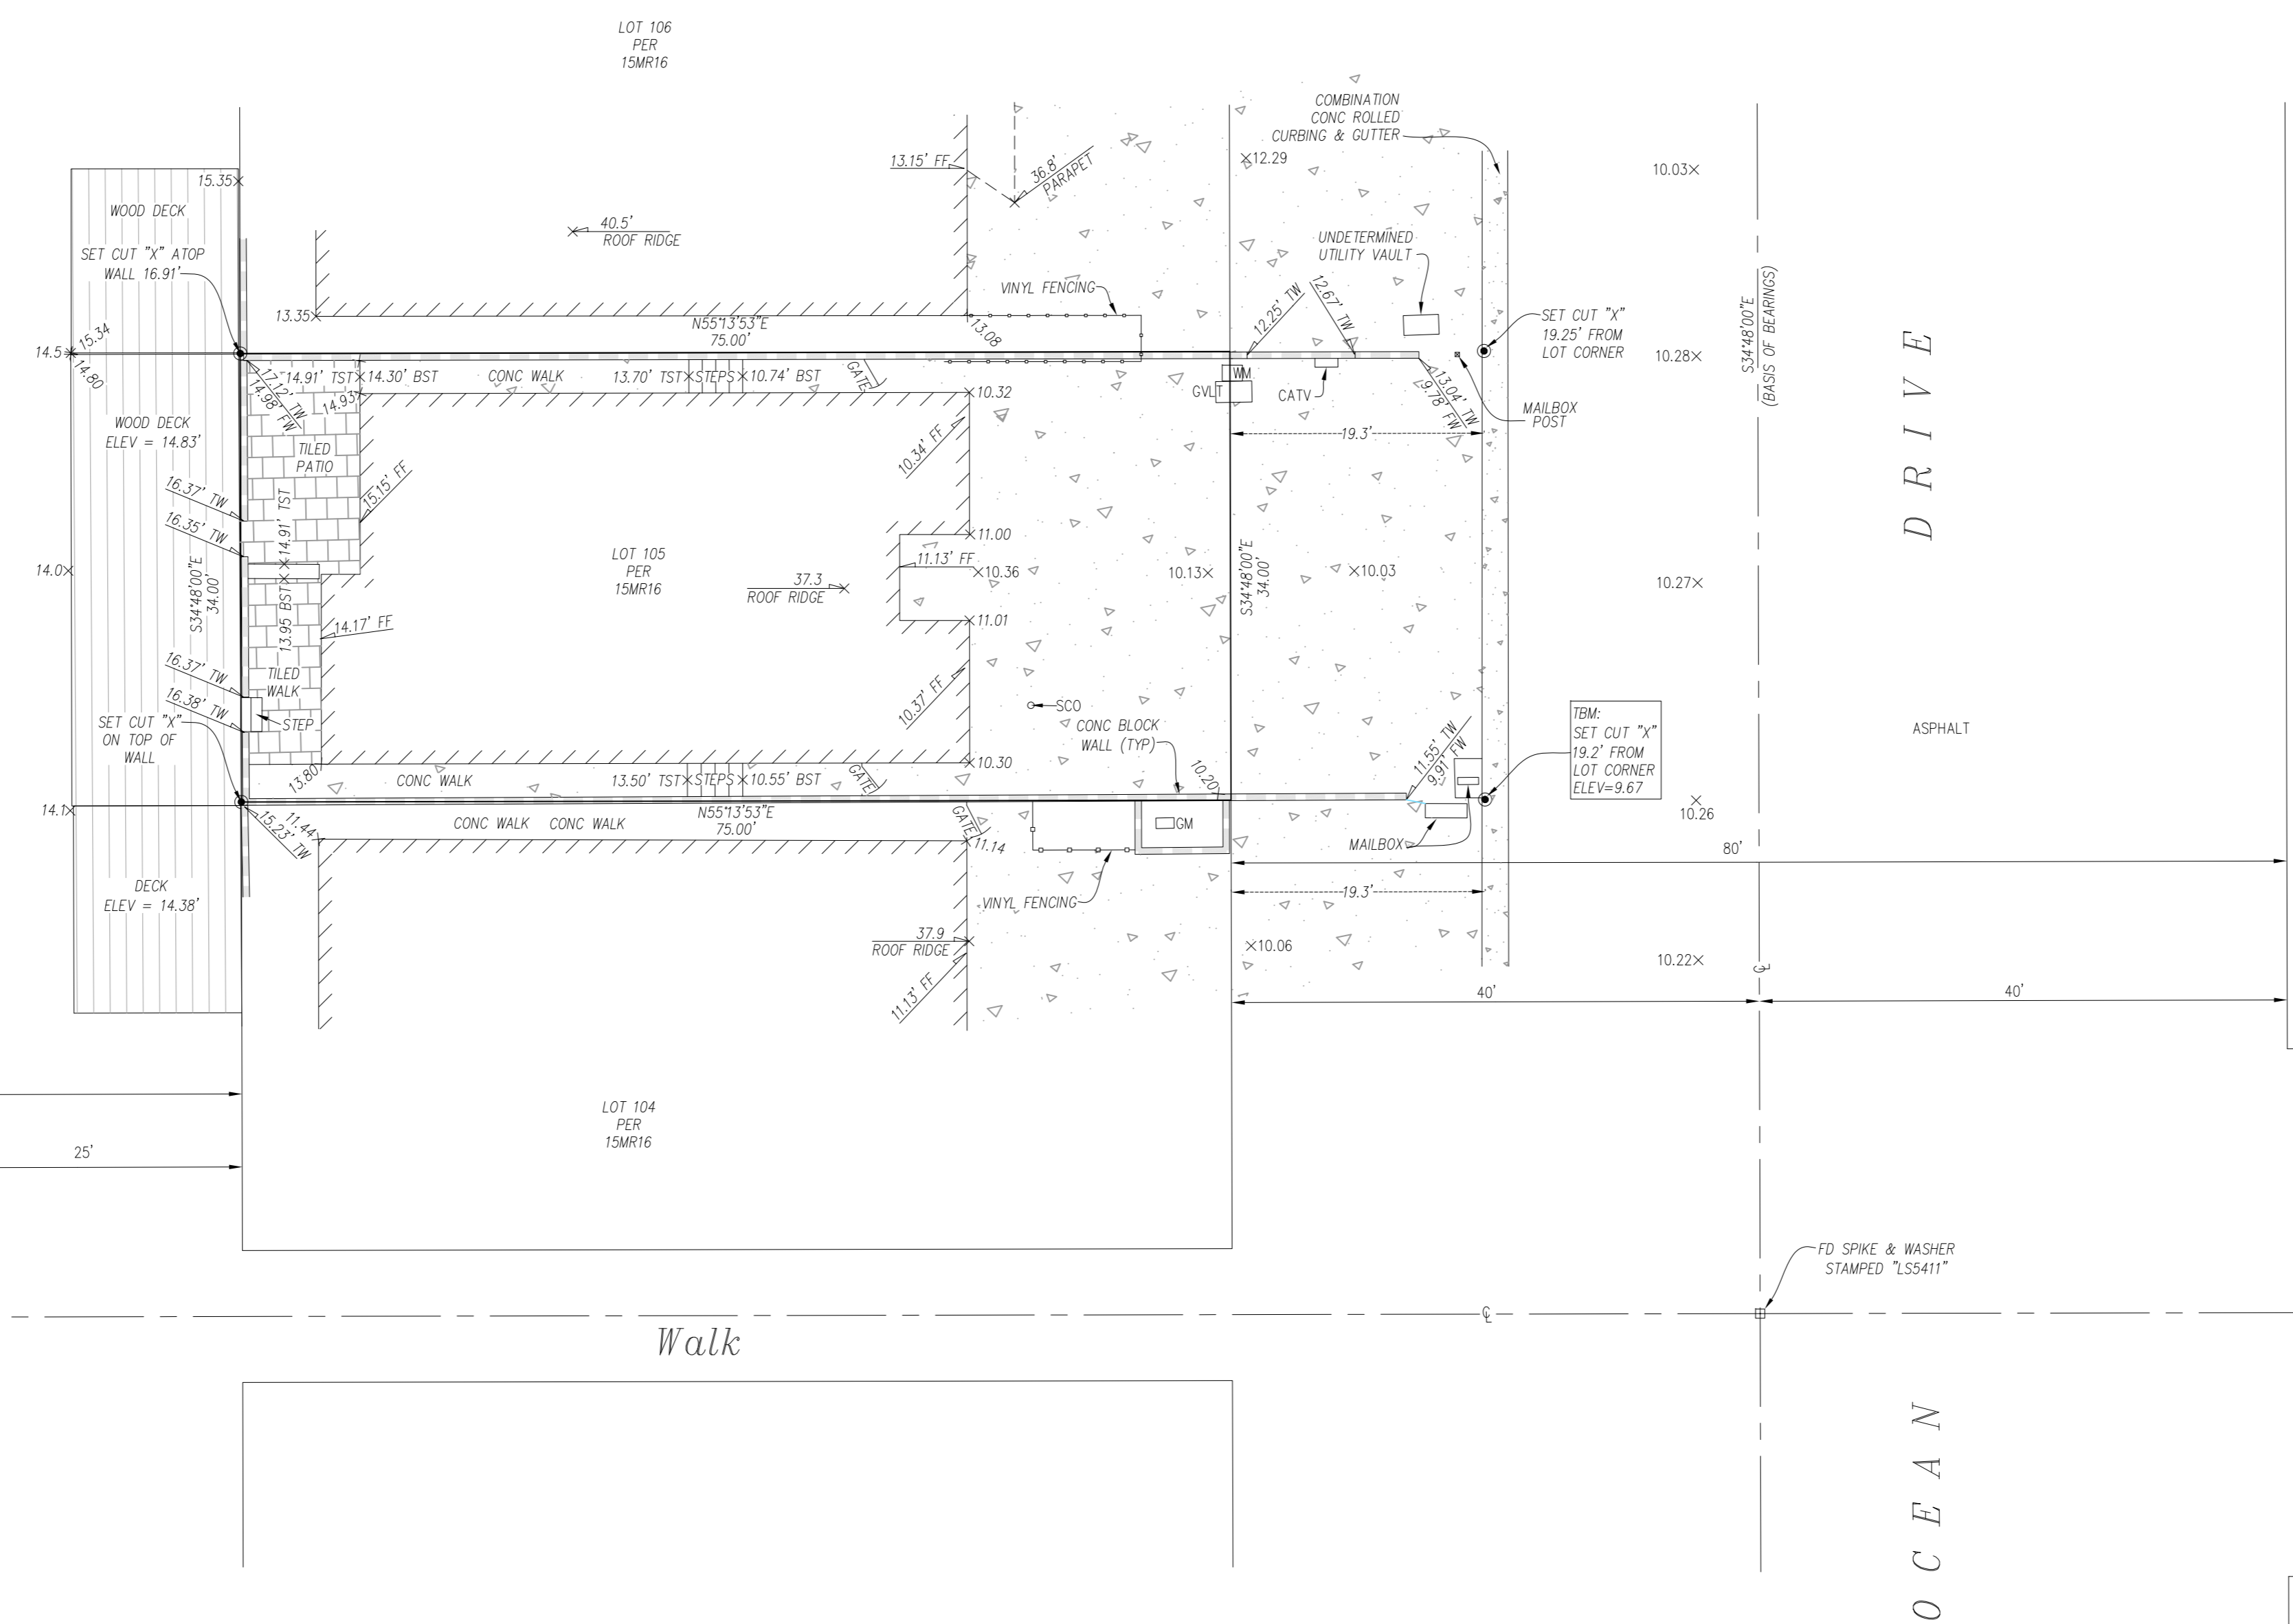 LOT 106
PER
15MR16
COMBINATION
CONC ROLLED
CURBING & GUTTER
13.15' FF
36.8'
PARAPET
12.29
10.03
15.35
WOOD DECK
40.5'
ROOF RIDGE
SET CUT "X" ATOP
WALL 16.91'
UNDETERMINED
UTILITY VAULT
S34°48'00"E
(BASIS OF BEARINGS)
VINYL FENCING
13.35
N55°13'53"E
75.00'
13.08
12.25' TW
12.67' TW
SET CUT "X"
19.25' FROM
LOT CORNER
14.5
15.34
14.80
10.28
D R I V E
17.12' TW
14.98' FW
14.91' TST
14.30' BST
CONC WALK
13.70' TST
STEPS
10.74' BST
GATE
14.93
10.32
WM
GVLT
CATV
13.04' TW
9.78' FW
MAILBOX
POST
WOOD DECK
ELEV = 14.83'
TILED
PATIO
10.34' FF
19.3'
16.37' TW
15.15' FF
16.35' TW
14.91' TST
13.95 BST
11.00
LOT 105
PER
15MR16
11.13' FF
10.36
10.13
10.03
14.0
37.3
ROOF RIDGE
10.27
S34°48'00"E
34.00'
S34°48'00"E
34.00'
14.17' FF
11.01
16.37' TW
TILED
WALK
16.38' TW
10.37' FF
SCO
STEP
SET CUT "X"
ON TOP OF
WALL
CONC BLOCK
WALL (TYP)
11.55' TW
9.91' FW
TBM:
SET CUT "X"
19.2' FROM
LOT CORNER
ELEV=9.67
ASPHALT
13.80
CONC WALK
13.50' TST
STEPS
10.55' BST
GATE
10.30
10.20
14.1
15.23' TW
11.44
CONC WALK
CONC WALK
N55°13'53"E
75.00'
GATE
11.14
GM
10.26
MAILBOX
80'
DECK
ELEV = 14.38'
VINYL FENCING
19.3'
37.9
ROOF RIDGE
11.13' FF
10.06
10.22
40'
40'
LOT 104
PER
15MR16
25'
FD SPIKE & WASHER
STAMPED "LS5411"
Walk
O C E A N